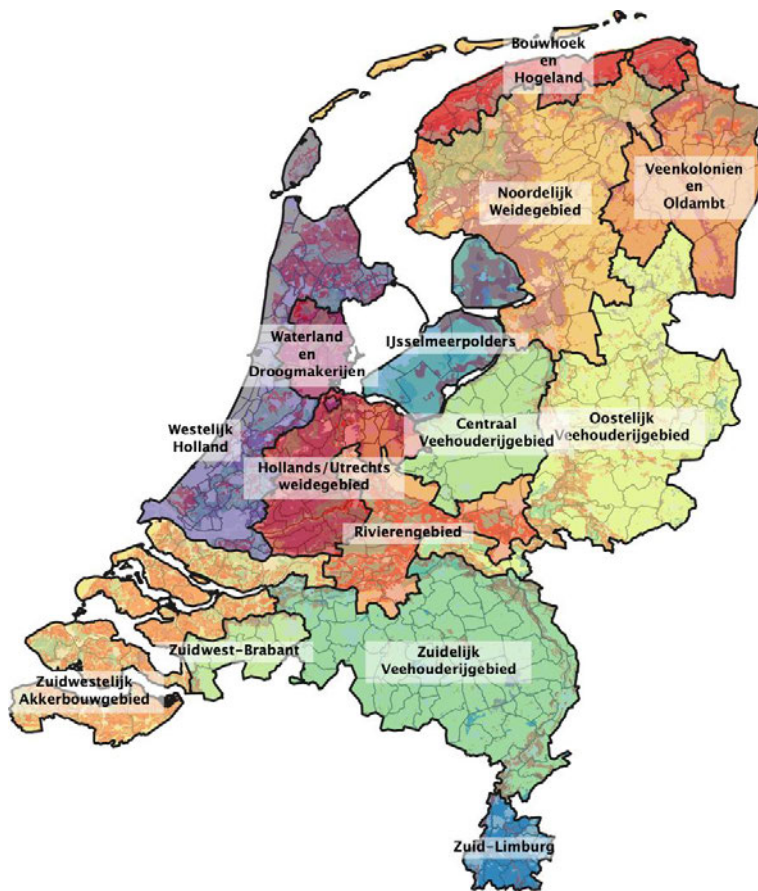 Bouwhoek
en
Hogeland
Veenkolonien
en
Oldambt
Noordelijk
Weidegebied
Waterland
en
Droogmakerijen
IJsselmeerpolders
Westelijk
Holland
Centraal
Veehouderijgebied
Oostelijk
Veehouderijgebied
Hollands/Utrechts
weidegebied
Rivierengebied
Zuidwest-Brabant
Zuidelijk
Veehouderijgebied
Zuidwestelijk
Akkerbouwgebied
Zuid-Limburg